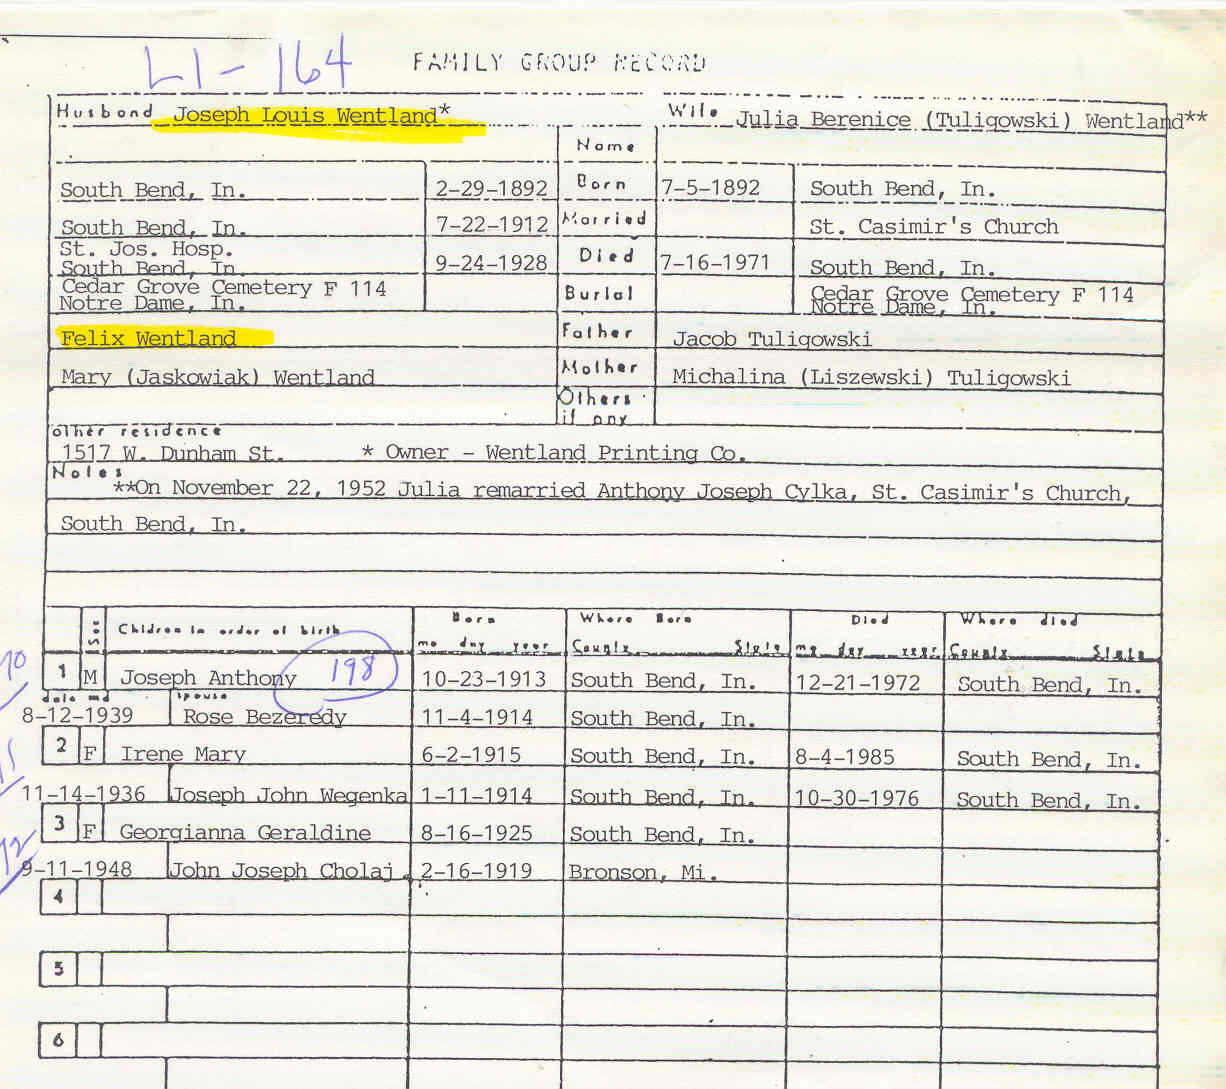 L1-164
FAMILY GROUP RECORD
Husband Joseph Louis Wentland* Wife Julia Berenice (Tuligowski) Wentland**
Name
South Bend, In. 2-29-1892 Born 7-5-1892 South Bend, In.
South Bend, In. 7-22-1912 Married St. Casimir's Church
St. Jos. Hosp.
South Bend, In. 9-24-1928 Died 7-16-1971 South Bend, In.
Cedar Grove Cemetery F 114 Burial Cedar Grove Cemetery F 114
Notre Dame, In. Notre Dame, In.
Felix Wentland Father Jacob Tuligowski
Mary (Jaskowiak) Wentland Mother Michalina (Liszewski) Tuligowski
Others
if any
other residence
1517 W. Dunham St. * Owner - Wentland Printing Co.
Notes
**On November 22, 1952 Julia remarried Anthony Joseph Cylka, St. Casimir's Church,
South Bend, In.
Sex Children in order of birth Born Where Born Died Where died
mo day year County State mo day year County State
1 M Joseph Anthony 198 10-23-1913 South Bend, In. 12-21-1972 South Bend, In.
date md spouse
8-12-1939 Rose Bezeredy 11-4-1914 South Bend, In.
2 F Irene Mary 6-2-1915 South Bend, In. 8-4-1985 South Bend, In.
11-14-1936 Joseph John Wegenka 1-11-1914 South Bend, In. 10-30-1976 South Bend, In.
3 F Georgianna Geraldine 8-16-1925 South Bend, In.
9-11-1948 John Joseph Cholaj. 2-16-1919 Bronson, Mi.
4
5
6